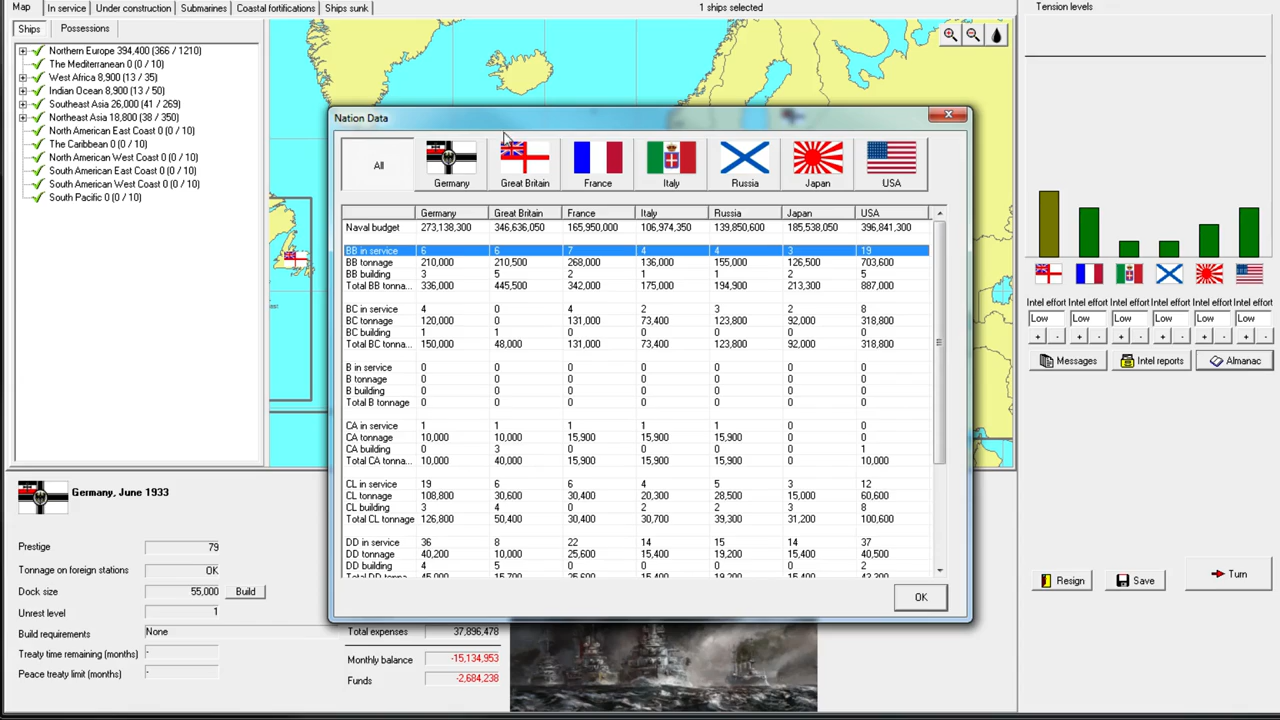 Map In service Under construction Submarines Coastal fortifications Ships sunk 1 ships selected Tension levels
Ships Possessions
Northern Europe 394,400 (366 / 1210)
The Mediterranean 0 (0 / 10)
West Africa 8,900 (13 / 35)
Indian Ocean 8,900 (13 / 50)
Southeast Asia 26,000 (41 / 269)
Northeast Asia 18,800 (38 / 350)
North American East Coast 0 (0 / 10)
The Caribbean 0 (0 / 10)
North American West Coast 0 (0 / 10)
South American East Coast 0 (0 / 10)
South American West Coast 0 (0 / 10)
South Pacific 0 (0 / 10)
Nation Data
All Germany Great Britain France Italy Russia Japan USA
Germany Great Britain France Italy Russia Japan USA
Naval budget 273,138,300 346,636,050 165,950,000 106,974,350 139,850,600 185,538,050 396,841,300
BB in service 6 6 7 4 4 3 19
BB tonnage 210,000 210,500 268,000 136,000 155,000 126,500 703,600
BB building 3 5 2 1 1 2 5
Total BB tonna... 336,000 445,500 342,000 175,000 194,900 213,300 887,000
BC in service 4 0 4 2 3 2 8
BC tonnage 120,000 0 131,000 73,400 123,800 92,000 318,800
BC building 1 1 0 0 0 0 0
Total BC tonna... 150,000 48,000 131,000 73,400 123,800 92,000 318,800
B in service 0 0 0 0 0 0 0
B tonnage 0 0 0 0 0 0 0
B building 0 0 0 0 0 0 0
Total B tonnage 0 0 0 0 0 0 0
CA in service 1 1 1 1 1 0 0
CA tonnage 10,000 10,000 15,900 15,900 15,900 0 0
CA building 0 3 0 0 0 0 1
Total CA tonna... 10,000 40,000 15,900 15,900 15,900 0 10,000
CL in service 19 6 6 4 5 3 12
CL tonnage 108,800 30,600 30,400 20,300 28,500 15,000 60,600
CL building 3 4 0 2 2 3 8
Total CL tonnage 126,800 50,400 30,400 30,700 39,300 31,200 100,600
DD in service 36 8 22 14 15 14 37
DD tonnage 40,200 10,000 25,600 15,400 19,200 15,400 40,500
DD building 4 5 0 0 0 0 2
Total DD tonna 45,000 15,700 25,600 15,400 19,200 15,400 43,300
OK
Intel effort Intel effort Intel effort Intel effort Intel effort Intel effort
Low Low Low Low Low Low
+ - + - + - + - + - + -
Messages Intel reports Almanac
Germany, June 1933
Prestige 79
Tonnage on foreign stations OK
Dock size 55,000 Build
Unrest level 1
Build requirements None
Treaty time remaining (months) -
Peace treaty limit (months) -
Total expenses 37,896,478
Monthly balance -15,134,953
Funds -2,684,238
Resign Save Turn